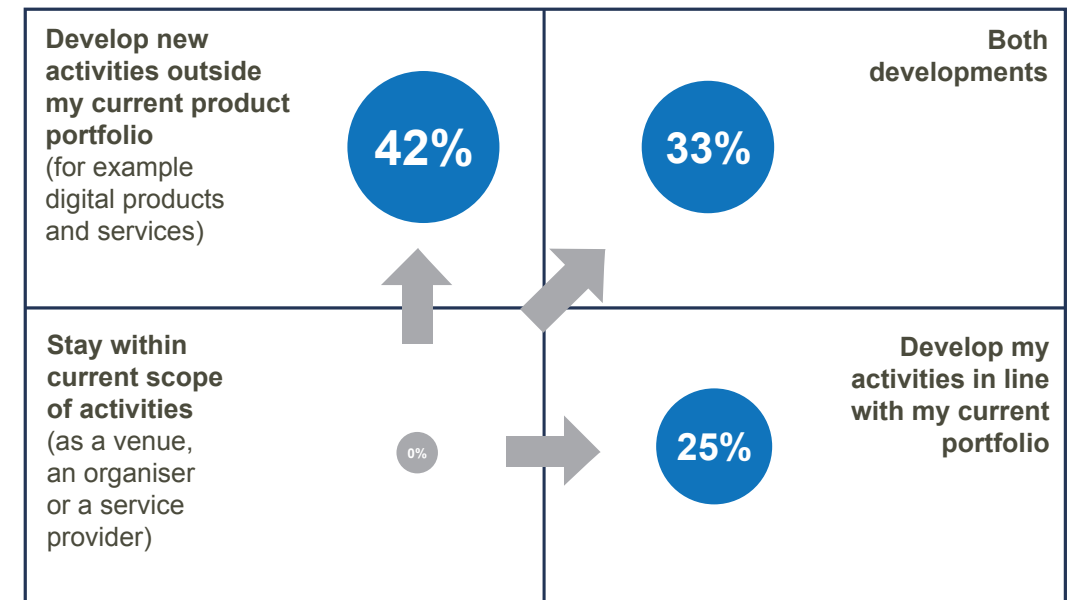 Develop new
activities outside
my current product
portfolio
(for example
digital products
and services)
42%
Both
developments
33%
Stay within
current scope
of activities
(as a venue,
an organiser
or a service
provider)
0%
Develop my
activities in line
with my current
portfolio
25%